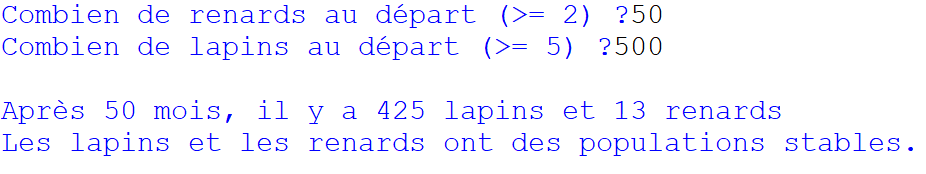 Combien de renards au départ (>= 2) ?50
Combien de lapins au départ (>= 5) ?500
Après 50 mois, il y a 425 lapins et 13 renards
Les lapins et les renards ont des populations stables.